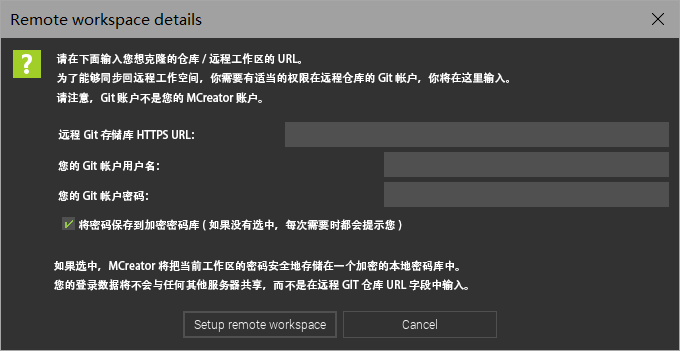 Remote workspace details
请在下面输入您想克隆的仓库 / 远程工作区的 URL。
为了能够同步回远程工作空间，你需要有适当的权限在远程仓库的 Git 帐户，你将在这里输入。
请注意，Git 账户不是您的 MCreator 账户。
远程 Git 存储库 HTTPS URL：
您的 Git 帐户用户名：
您的 Git 帐户密码：
将密码保存到加密密码库 ( 如果没有选中，每次需要时都会提示您 )
如果选中，MCreator 将把当前工作区的密码安全地存储在一个加密的本地密码库中。
您的登录数据将不会与任何其他服务器共享，而不是在远程 GIT 仓库 URL 字段中输入。
Setup remote workspace Cancel